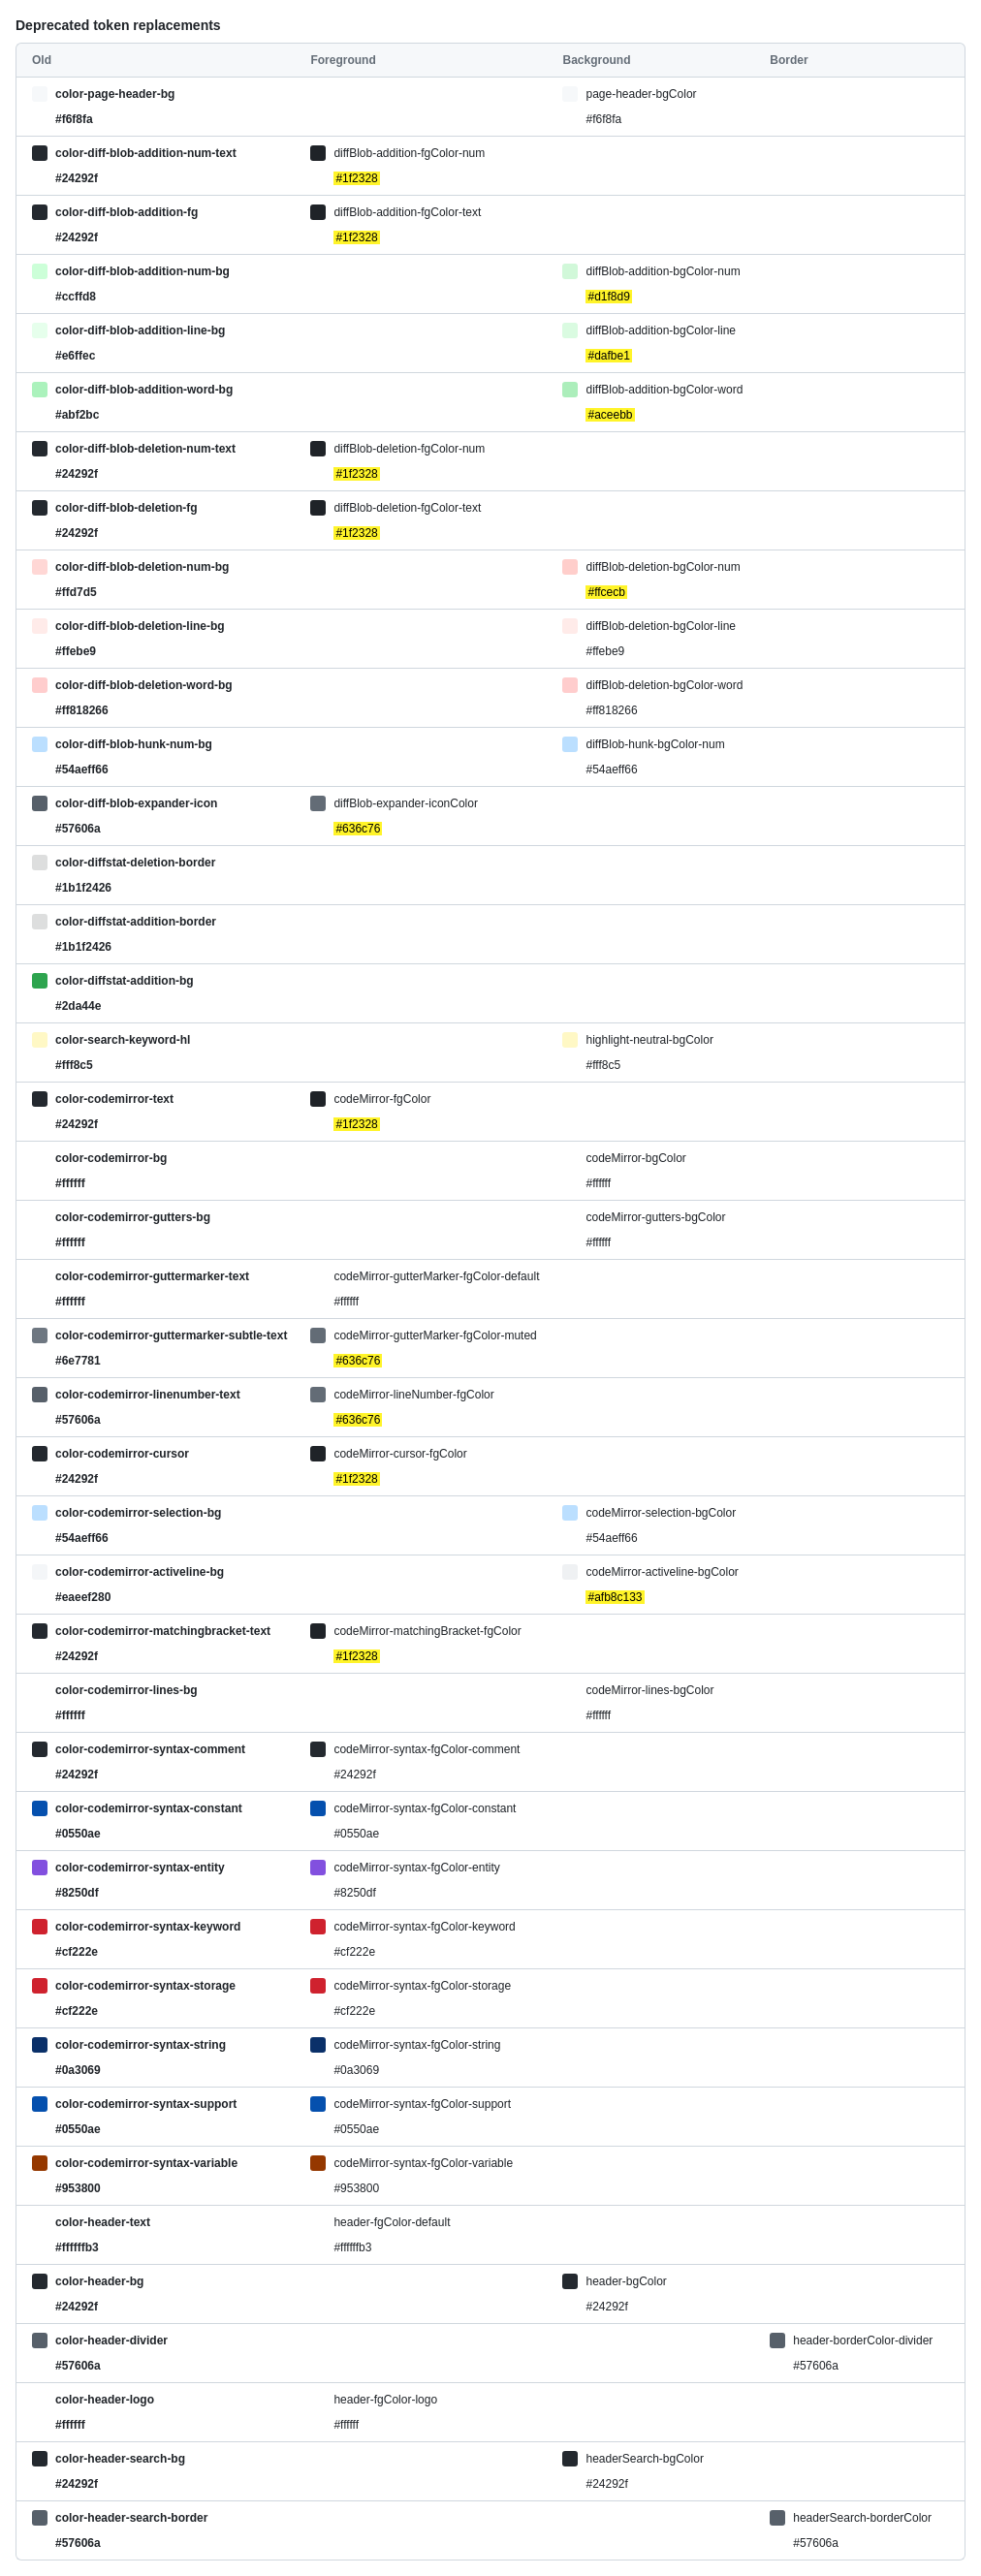 Deprecated token replacements
Old Foreground Background Border
color-page-header-bg page-header-bgColor
#f6f8fa #f6f8fa
color-diff-blob-addition-num-text diffBlob-addition-fgColor-num
#24292f #1f2328
color-diff-blob-addition-fg diffBlob-addition-fgColor-text
#24292f #1f2328
color-diff-blob-addition-num-bg diffBlob-addition-bgColor-num
#ccffd8 #d1f8d9
color-diff-blob-addition-line-bg diffBlob-addition-bgColor-line
#e6ffec #dafbe1
color-diff-blob-addition-word-bg diffBlob-addition-bgColor-word
#abf2bc #aceebb
color-diff-blob-deletion-num-text diffBlob-deletion-fgColor-num
#24292f #1f2328
color-diff-blob-deletion-fg diffBlob-deletion-fgColor-text
#24292f #1f2328
color-diff-blob-deletion-num-bg diffBlob-deletion-bgColor-num
#ffd7d5 #ffcecb
color-diff-blob-deletion-line-bg diffBlob-deletion-bgColor-line
#ffebe9 #ffebe9
color-diff-blob-deletion-word-bg diffBlob-deletion-bgColor-word
#ff818266 #ff818266
color-diff-blob-hunk-num-bg diffBlob-hunk-bgColor-num
#54aeff66 #54aeff66
color-diff-blob-expander-icon diffBlob-expander-iconColor
#57606a #636c76
color-diffstat-deletion-border
#1b1f2426
color-diffstat-addition-border
#1b1f2426
color-diffstat-addition-bg
#2da44e
color-search-keyword-hl highlight-neutral-bgColor
#fff8c5 #fff8c5
color-codemirror-text codeMirror-fgColor
#24292f #1f2328
color-codemirror-bg codeMirror-bgColor
#ffffff #ffffff
color-codemirror-gutters-bg codeMirror-gutters-bgColor
#ffffff #ffffff
color-codemirror-guttermarker-text codeMirror-gutterMarker-fgColor-default
#ffffff #ffffff
color-codemirror-guttermarker-subtle-text codeMirror-gutterMarker-fgColor-muted
#6e7781 #636c76
color-codemirror-linenumber-text codeMirror-lineNumber-fgColor
#57606a #636c76
color-codemirror-cursor codeMirror-cursor-fgColor
#24292f #1f2328
color-codemirror-selection-bg codeMirror-selection-bgColor
#54aeff66 #54aeff66
color-codemirror-activeline-bg codeMirror-activeline-bgColor
#eaeef280 #afb8c133
color-codemirror-matchingbracket-text codeMirror-matchingBracket-fgColor
#24292f #1f2328
color-codemirror-lines-bg codeMirror-lines-bgColor
#ffffff #ffffff
color-codemirror-syntax-comment codeMirror-syntax-fgColor-comment
#24292f #24292f
color-codemirror-syntax-constant codeMirror-syntax-fgColor-constant
#0550ae #0550ae
color-codemirror-syntax-entity codeMirror-syntax-fgColor-entity
#8250df #8250df
color-codemirror-syntax-keyword codeMirror-syntax-fgColor-keyword
#cf222e #cf222e
color-codemirror-syntax-storage codeMirror-syntax-fgColor-storage
#cf222e #cf222e
color-codemirror-syntax-string codeMirror-syntax-fgColor-string
#0a3069 #0a3069
color-codemirror-syntax-support codeMirror-syntax-fgColor-support
#0550ae #0550ae
color-codemirror-syntax-variable codeMirror-syntax-fgColor-variable
#953800 #953800
color-header-text header-fgColor-default
#ffffffb3 #ffffffb3
color-header-bg header-bgColor
#24292f #24292f
color-header-divider header-borderColor-divider
#57606a #57606a
color-header-logo header-fgColor-logo
#ffffff #ffffff
color-header-search-bg headerSearch-bgColor
#24292f #24292f
color-header-search-border headerSearch-borderColor
#57606a #57606a